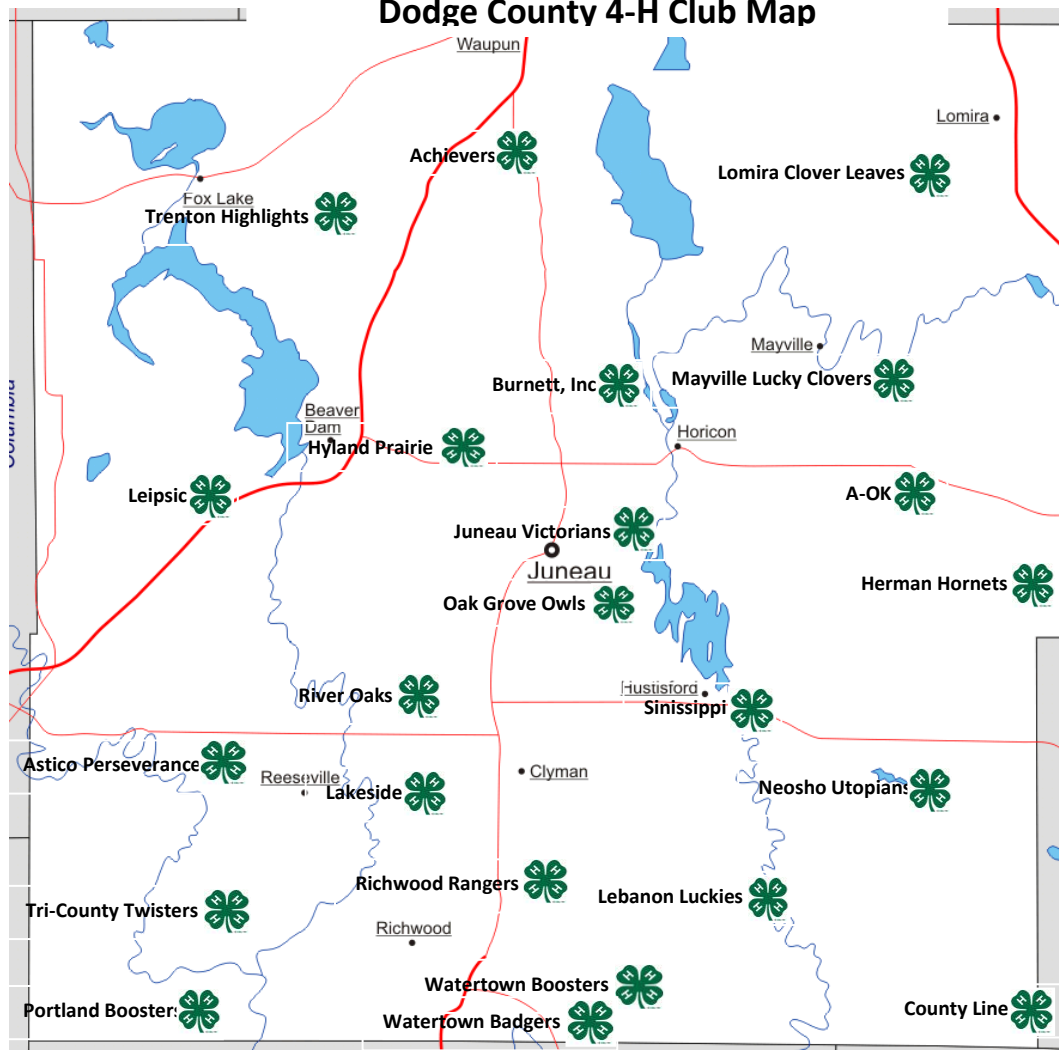 Dodge County 4-H Club Map
Waupun
Lomira
Achievers
Lomira Clover Leaves
Fox Lake
Trenton Highlights
Mayville
Burnett, Inc
Mayville Lucky Clovers
Columbia
Beaver
Dam
Hyland Prairie
Horicon
Leipsic
A-OK
Juneau Victorians
Juneau
Herman Hornets
Oak Grove Owls
River Oaks
Hustisford
Sinissippi
Astico Perseverance
Reeseville
Clyman
Lakeside
Neosho Utopians
Richwood Rangers
Lebanon Luckies
Tri-County Twisters
Richwood
Watertown Boosters
Portland Boosters
County Line
Watertown Badgers